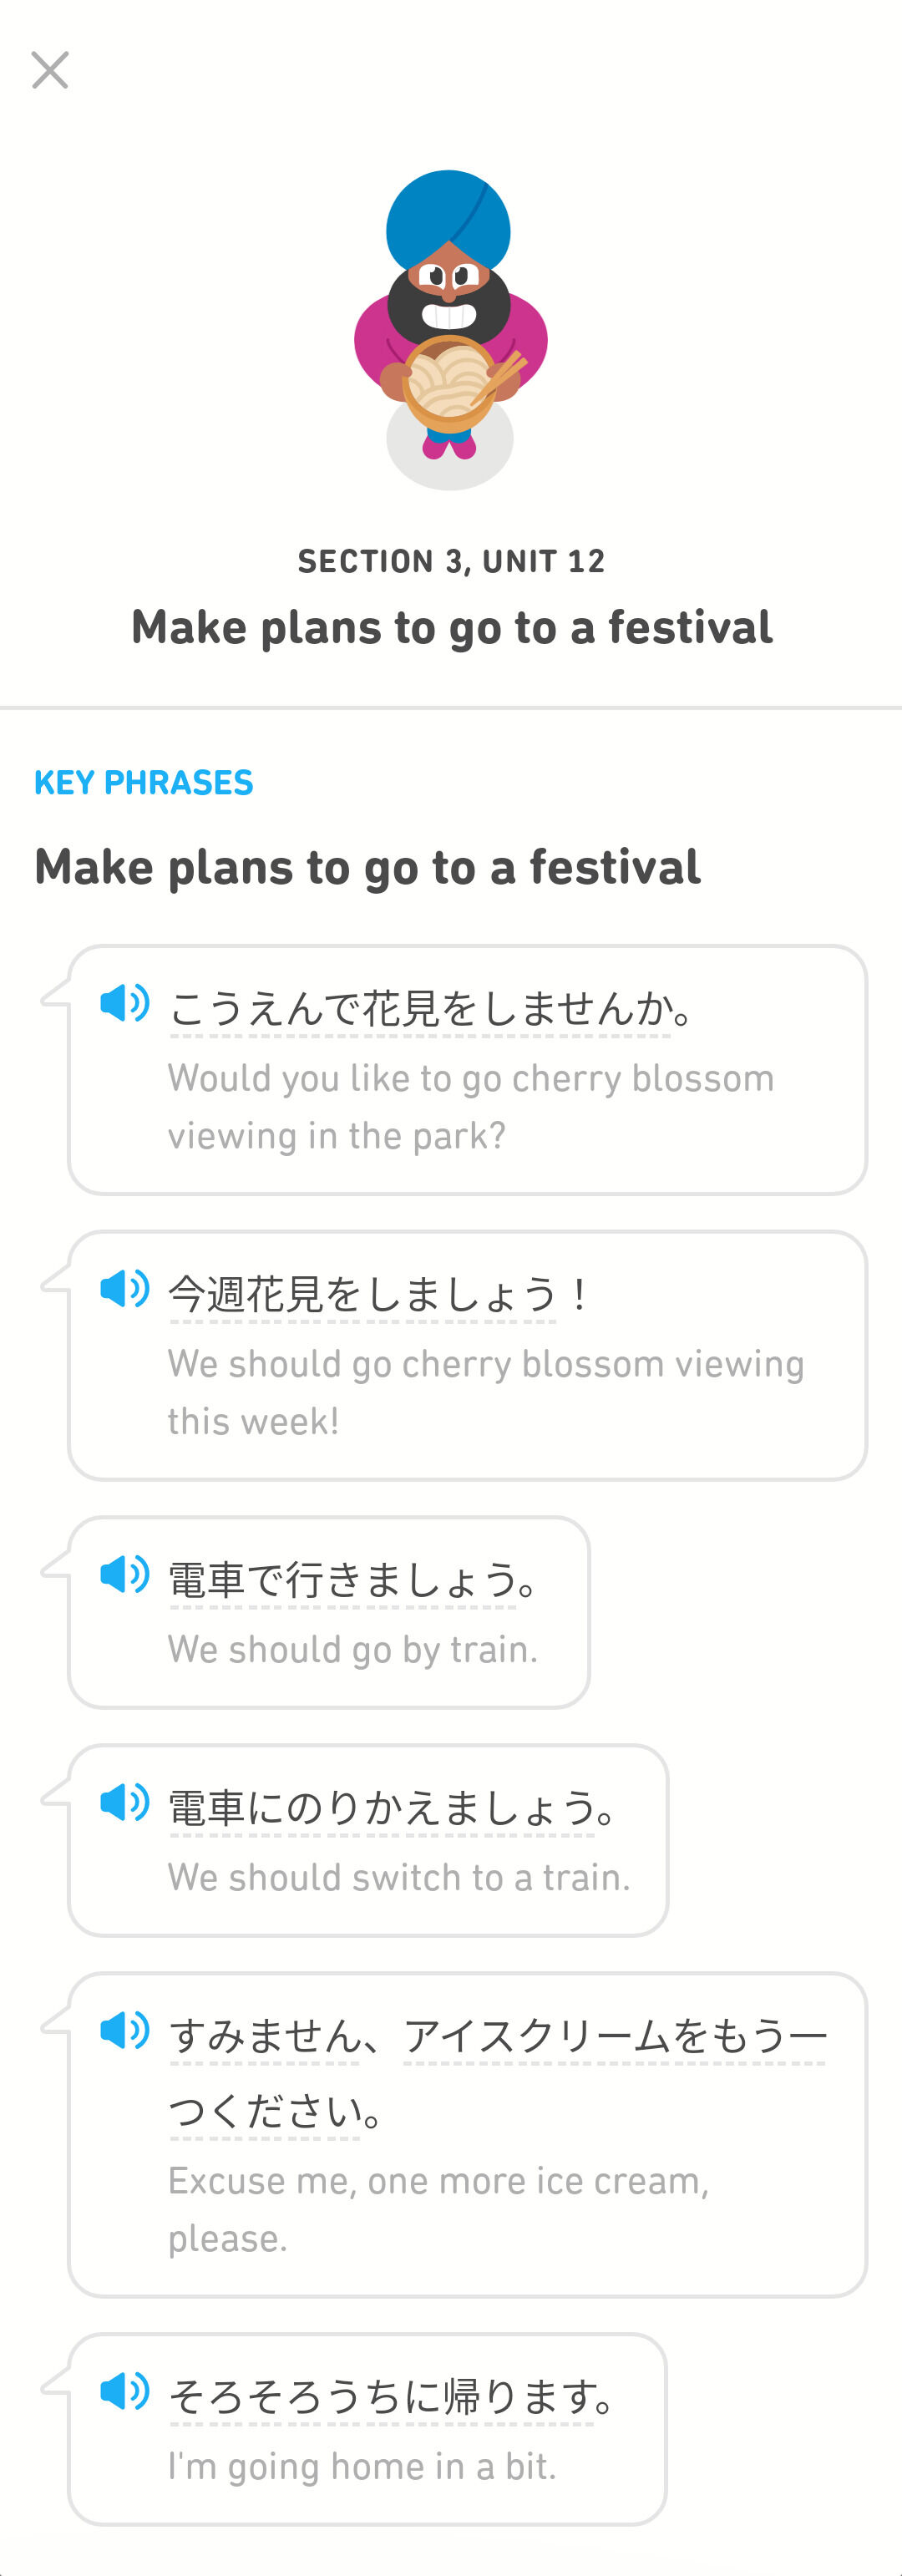 SECTION 3, UNIT 12
Make plans to go to a festival
KEY PHRASES
Make plans to go to a festival
こうえんで花見をしませんか。
Would you like to go cherry blossom
viewing in the park?
今週花見をしましょう！
We should go cherry blossom viewing
this week!
電車で行きましょう。
We should go by train.
電車にのりかえましょう。
We should switch to a train.
すみません、アイスクリームをもう一
つください。
Excuse me, one more ice cream,
please.
そろそろうちに帰ります。
I'm going home in a bit.